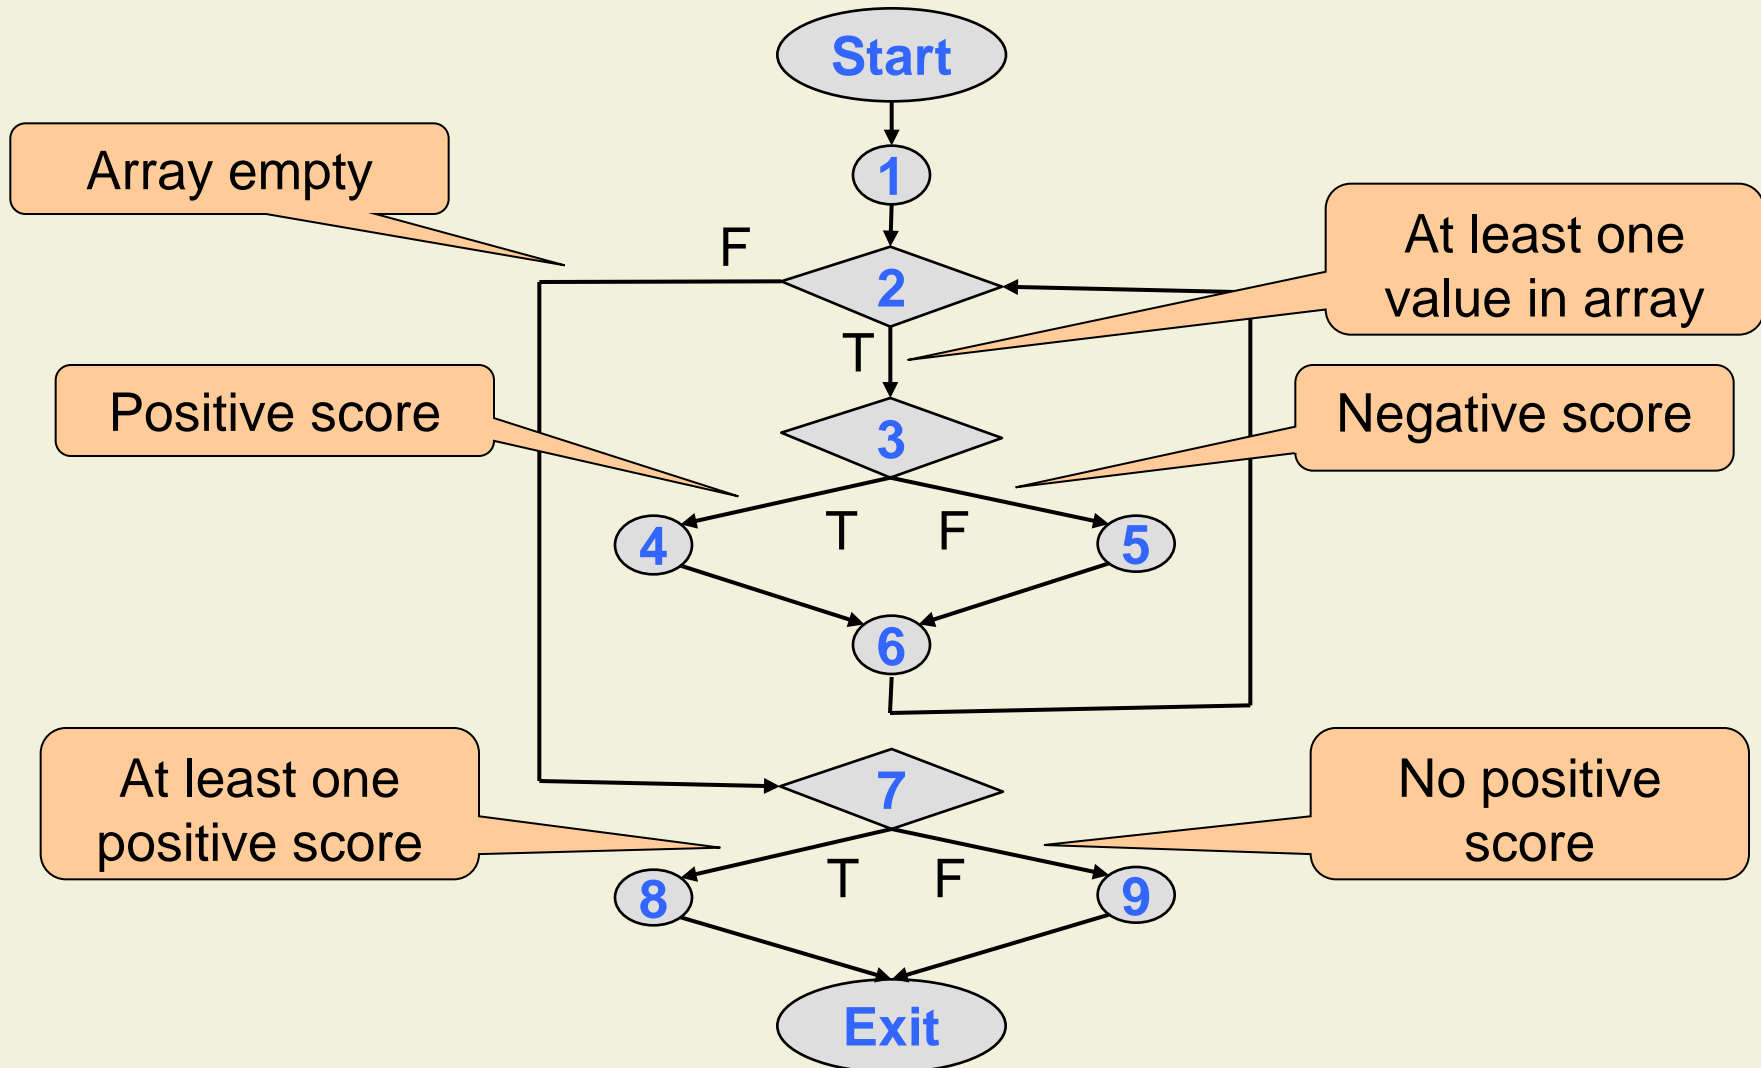 Start
Array empty
1
At least one
value in array
F
2
T
Positive score
Negative score
3
T
F
4
5
6
At least one
positive score
7
No positive
score
T
F
8
9
Exit